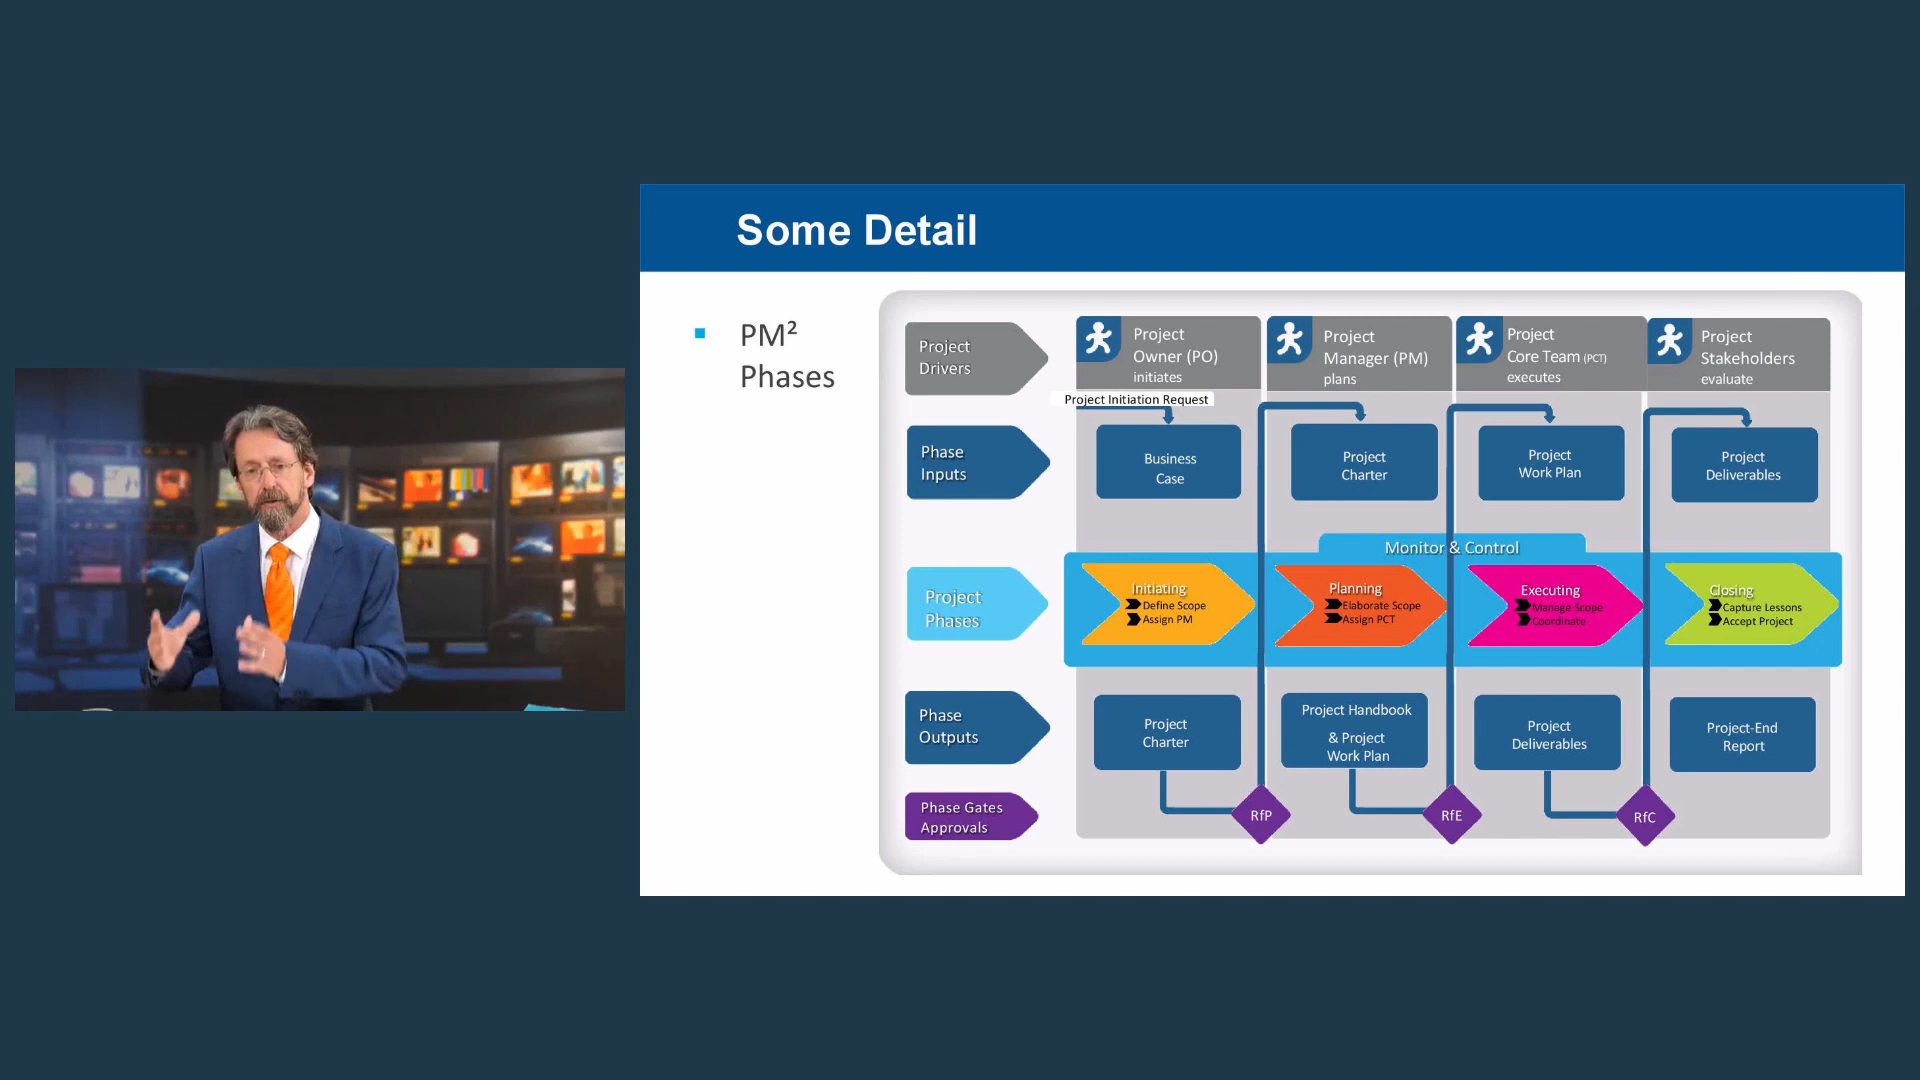 Some Detail
PM²
Phases
Project
Drivers
Project
Owner (PO)
initiates
Project
Manager (PM)
plans
Project
Core Team (PCT)
executes
Project
Stakeholders
evaluate
Project Initiation Request
Phase
Inputs
Business
Case
Project
Charter
Project
Work Plan
Project
Deliverables
Monitor & Control
Project
Phases
Initiating
Define Scope
Assign PM
Planning
Elaborate Scope
Assign PCT
Executing
Manage Scope
Coordinate
Closing
Capture Lessons
Accept Project
Phase
Outputs
Project
Charter
Project Handbook
& Project
Work Plan
Project
Deliverables
Project-End
Report
Phase Gates
Approvals
RfP
RfE
RfC